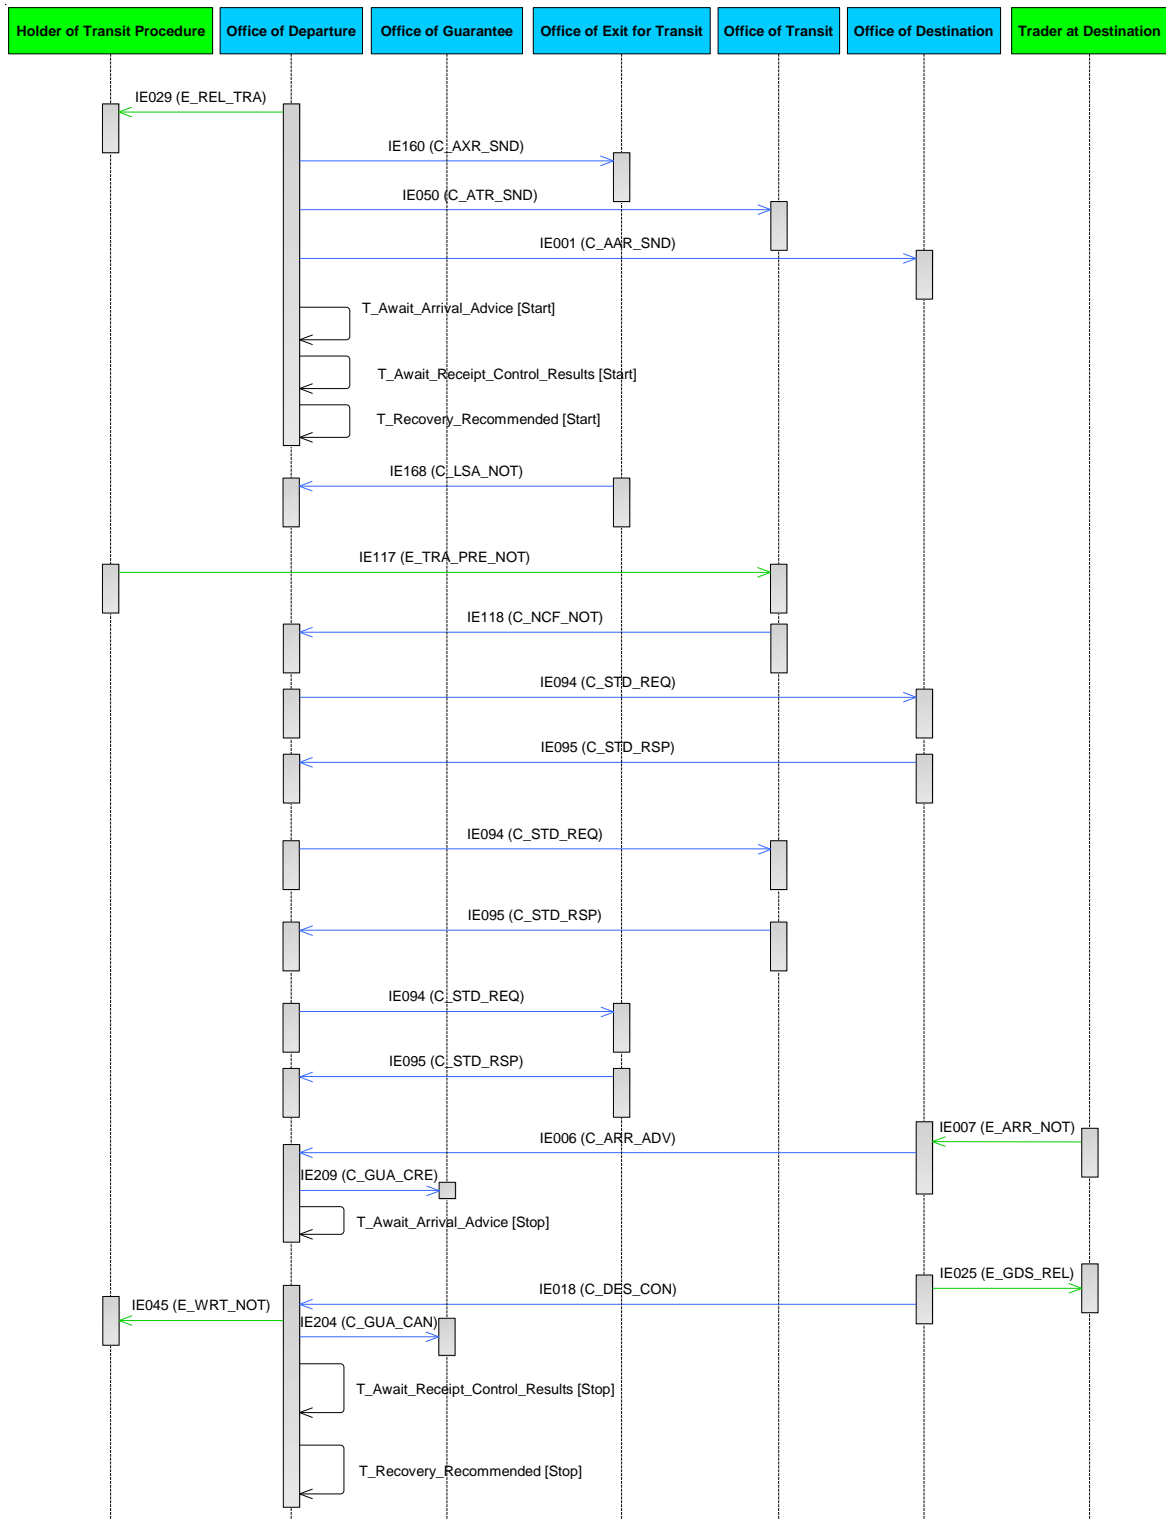 Holder of Transit Procedure
Office of Departure
Office of Guarantee
Office of Exit for Transit
Office of Transit
Office of Destination
Trader at Destination
IE029 (E_REL_TRA)
IE160 (C_AXR_SND)
IE050 (C_ATR_SND)
IE001 (C_AAR_SND)
T_Await_Arrival_Advice [Start]
T_Await_Receipt_Control_Results [Start]
T_Recovery_Recommended [Start]
IE168 (C_LSA_NOT)
IE117 (E_TRA_PRE_NOT)
IE118 (C_NCF_NOT)
IE094 (C_STD_REQ)
IE095 (C_STD_RSP)
IE094 (C_STD_REQ)
IE095 (C_STD_RSP)
IE094 (C_STD_REQ)
IE095 (C_STD_RSP)
IE007 (E_ARR_NOT)
IE006 (C_ARR_ADV)
IE209 (C_GUA_CRE)
T_Await_Arrival_Advice [Stop]
IE025 (E_GDS_REL)
IE018 (C_DES_CON)
IE045 (E_WRT_NOT)
IE204 (C_GUA_CAN)
T_Await_Receipt_Control_Results [Stop]
T_Recovery_Recommended [Stop]